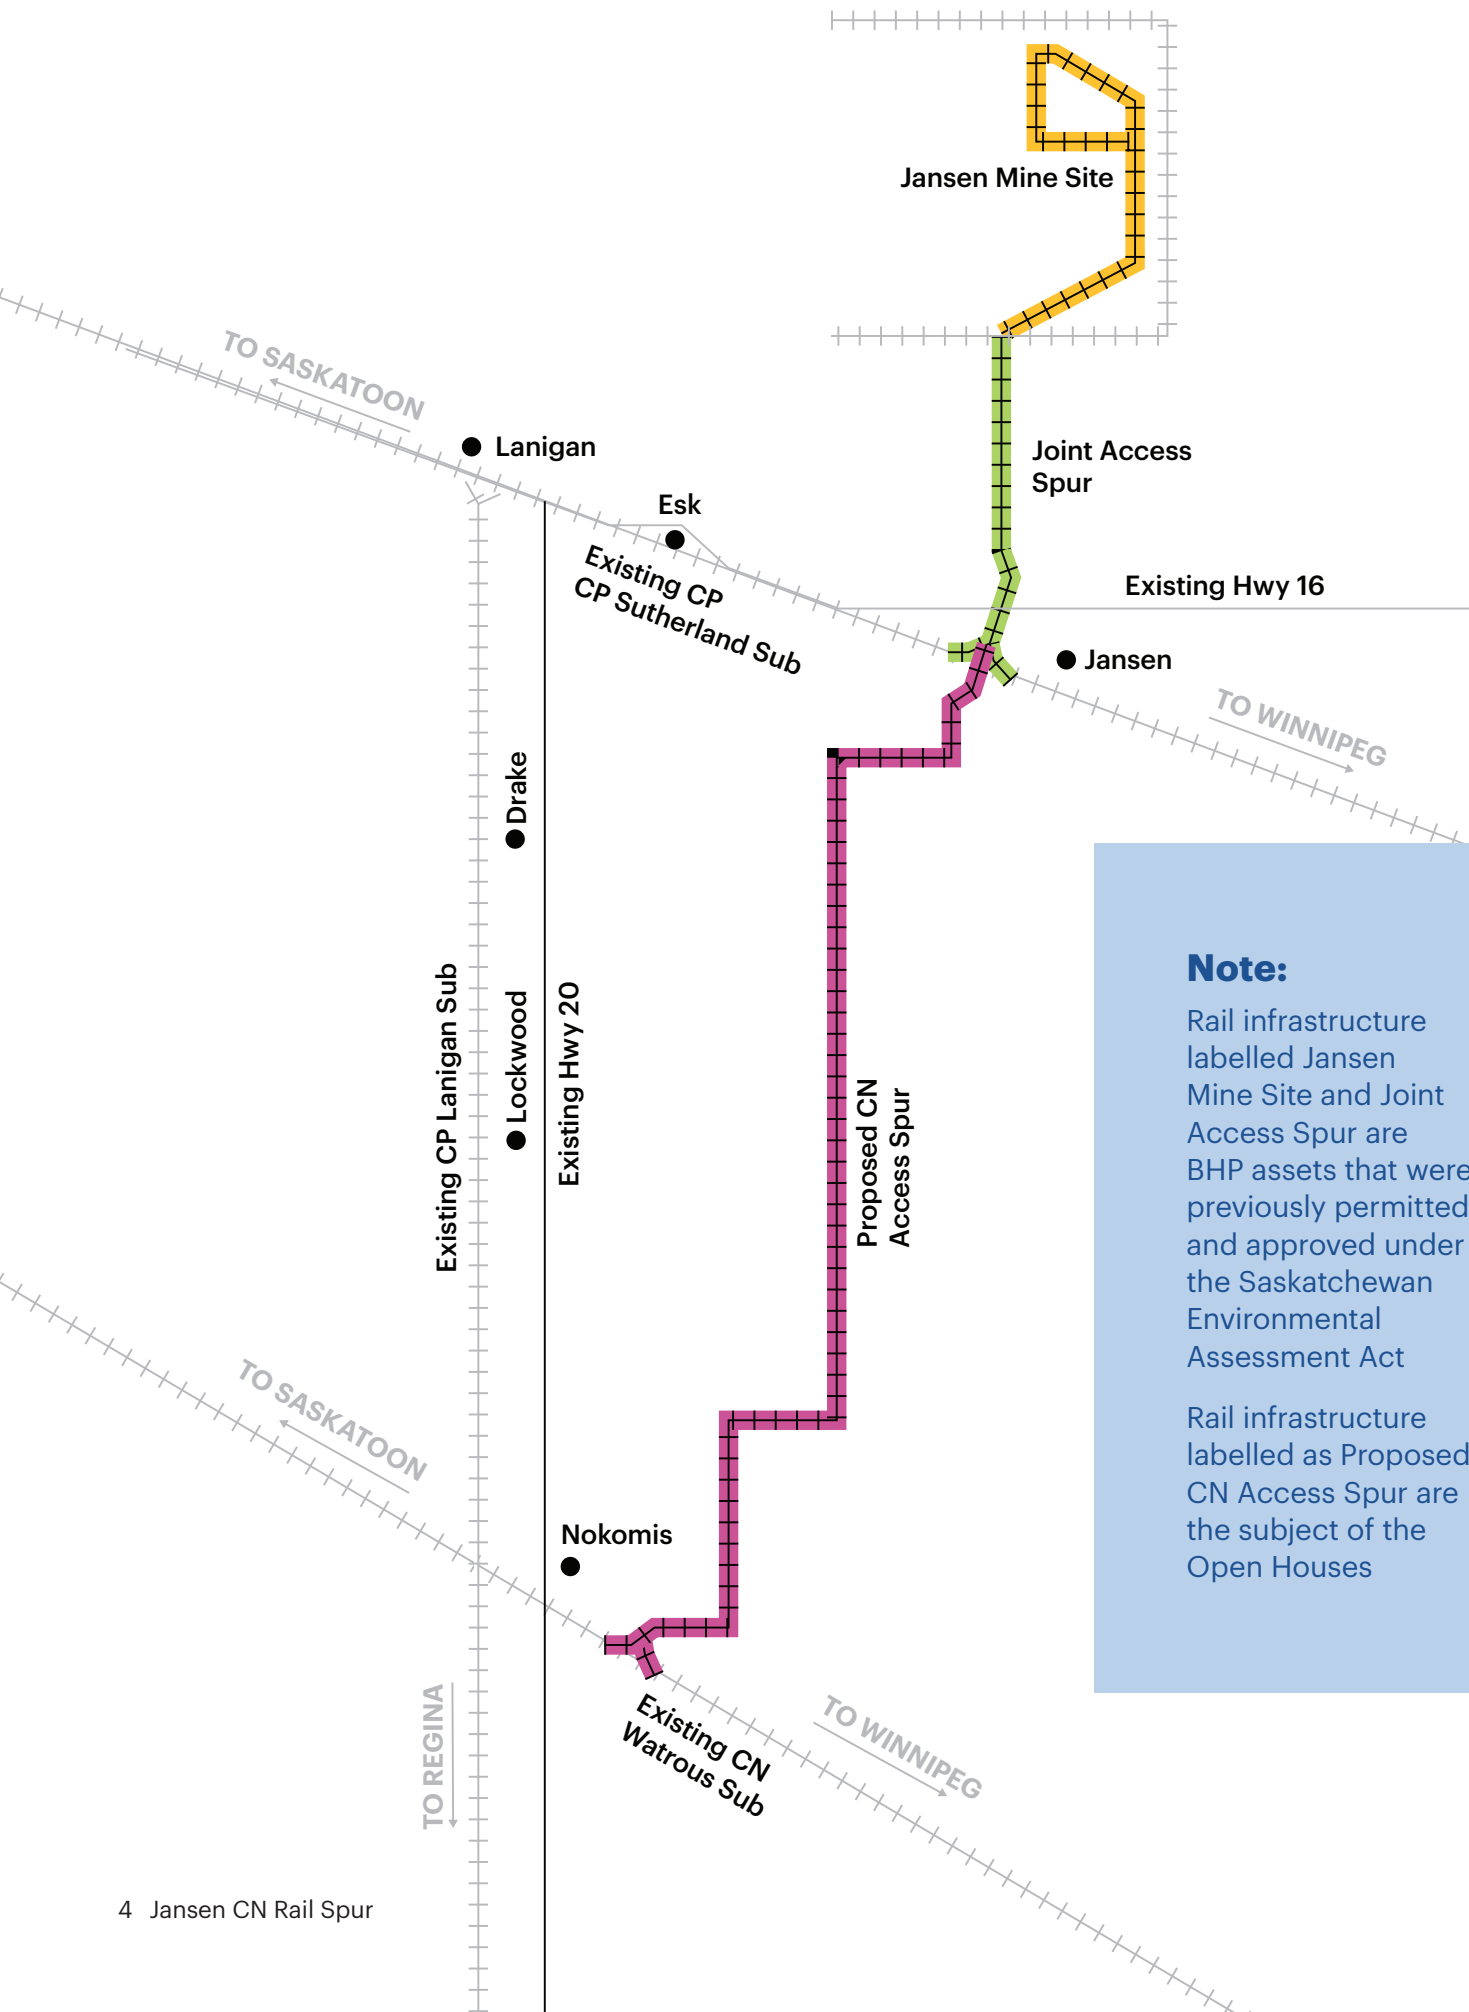 Jansen Mine Site
TO SASKATOON
Lanigan
Joint Access
Spur
Esk
Existing CP
CP Sutherland Sub
Existing Hwy 16
Jansen
TO WINNIPEG
Drake
Existing CP Lanigan Sub
Lockwood
Existing Hwy 20
Proposed CN
Access Spur
Note:
Rail infrastructure
labelled Jansen
Mine Site and Joint
Access Spur are
BHP assets that were
previously permitted
and approved under
the Saskatchewan
Environmental
Assessment Act
Rail infrastructure
labelled as Proposed
CN Access Spur are
the subject of the
Open Houses
TO SASKATOON
Nokomis
TO REGINA
Existing CN
Watrous Sub
TO WINNIPEG
4 Jansen CN Rail Spur